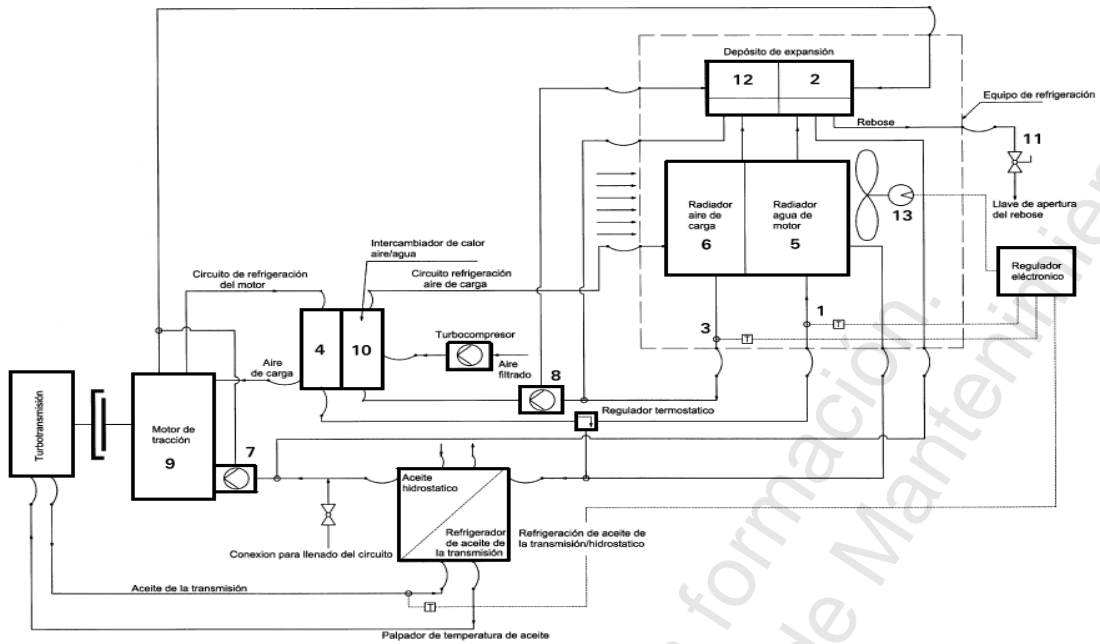 Depósito de expansión
12
2
Equipo de refrigeración
Rebose
11
Llave de apertura
del rebose
Radiador
aire de
carga
6
Radiador
agua de
motor
5
13
Regulador
eléctronico
Intercambiador de calor
aire/agua
Circuito de refrigeración
del motor
Circuito refrigeración
aire de carga
3
T
1
T
4
10
Turbocompresor
Aire
filtrado
Aire
de carga
8
Regulador termostatico
Turbotransmisión
Motor de
tracción
9
7
Aceite
hidrostatico
Refrigerador
de aceite de
la transmisión
Refrigeración de aceite de
la transmisión/hidrostatico
Conexion para llenado del circuito
Aceite de la transmisión
T
Palpador de temperatura de aceite
formación.
de